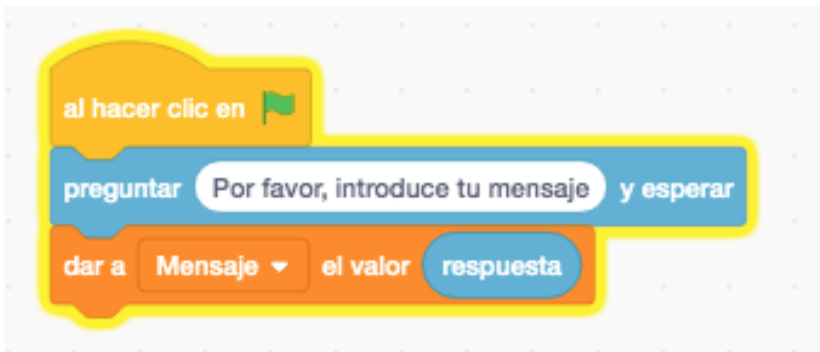 al hacer clic en
preguntar Por favor, introduce tu mensaje y esperar
dar a Mensaje el valor respuesta